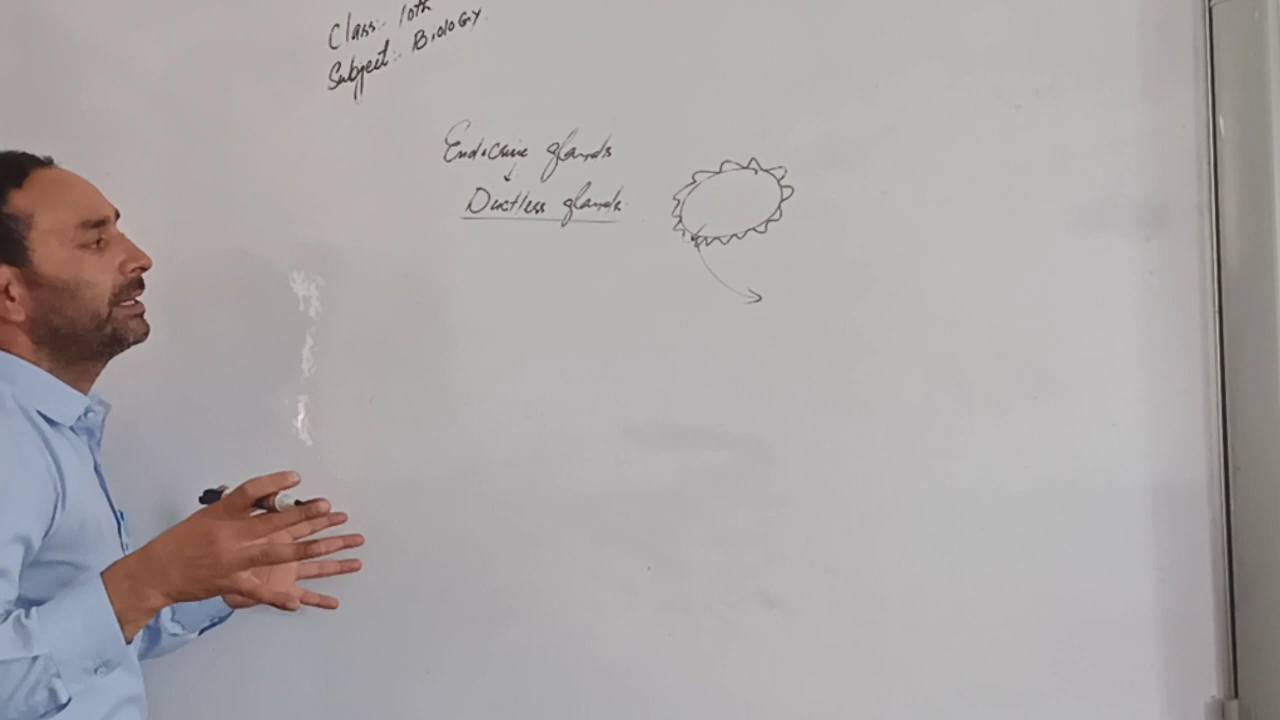 Class:- 10th
Subject:- Biology.
Endocrine glands
Ductless glands.